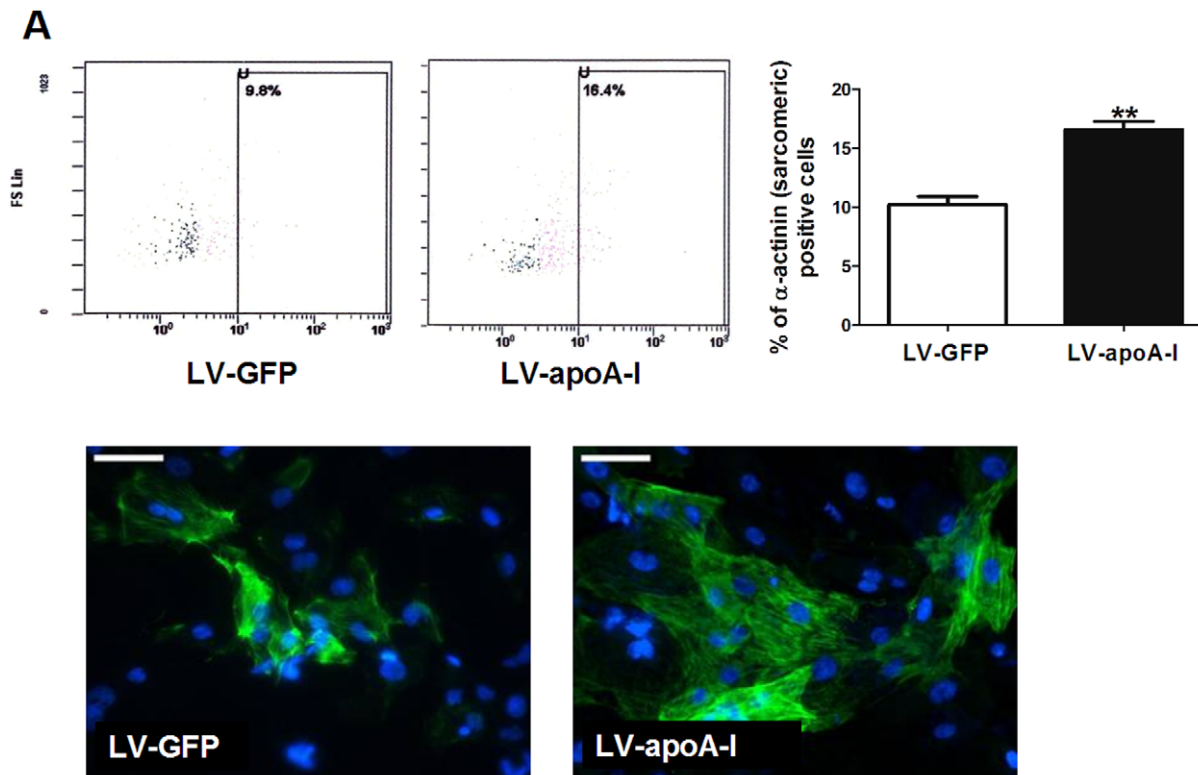 A
1023
FS Lin
0
U
9.8%
10⁰ 10¹ 10² 10³
LV-GFP
U
16.4%
10⁰ 10¹ 10² 10³
LV-apoA-I
% of α-actinin (sarcomeric)
positive cells
20
15
10
5
0
**
LV-GFP LV-apoA-I
LV-GFP
LV-apoA-I